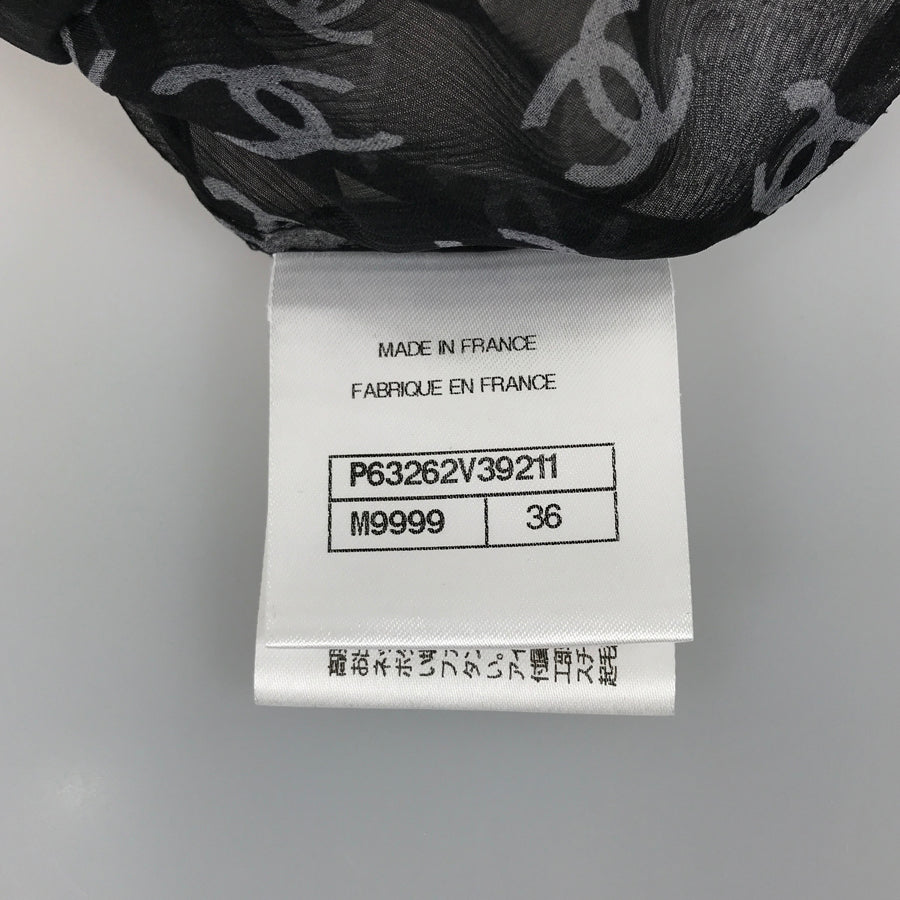 MADE IN FRANCE
FABRIQUE EN FRANCE
P63262V39211
M9999 36